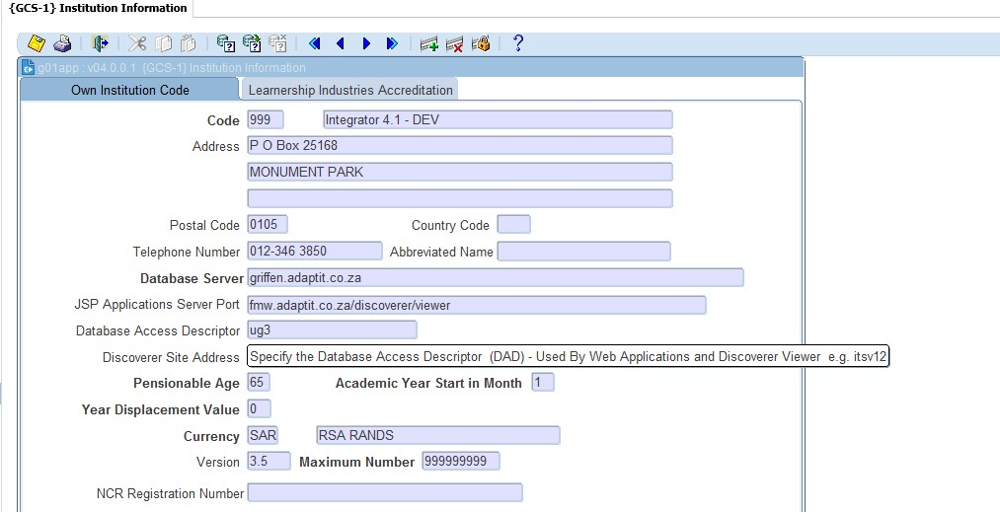 {GCS-1} Institution Information
g01app : v04.0.0.1 {GCS-1} Institution Information
Own Institution Code Learnership Industries Accreditation
Code 999 Integrator 4.1 - DEV
Address P O Box 25168
MONUMENT PARK
Postal Code 0105 Country Code
Telephone Number 012-346 3850 Abbreviated Name
Database Server griffen.adaptit.co.za
JSP Applications Server Port fmw.adaptit.co.za/discoverer/viewer
Database Access Descriptor ug3
Discoverer Site Address Specify the Database Access Descriptor (DAD) - Used By Web Applications and Discoverer Viewer e.g. itsv12
Pensionable Age 65 Academic Year Start in Month 1
Year Displacement Value 0
Currency SAR RSA RANDS
Version 3.5 Maximum Number 999999999
NCR Registration Number